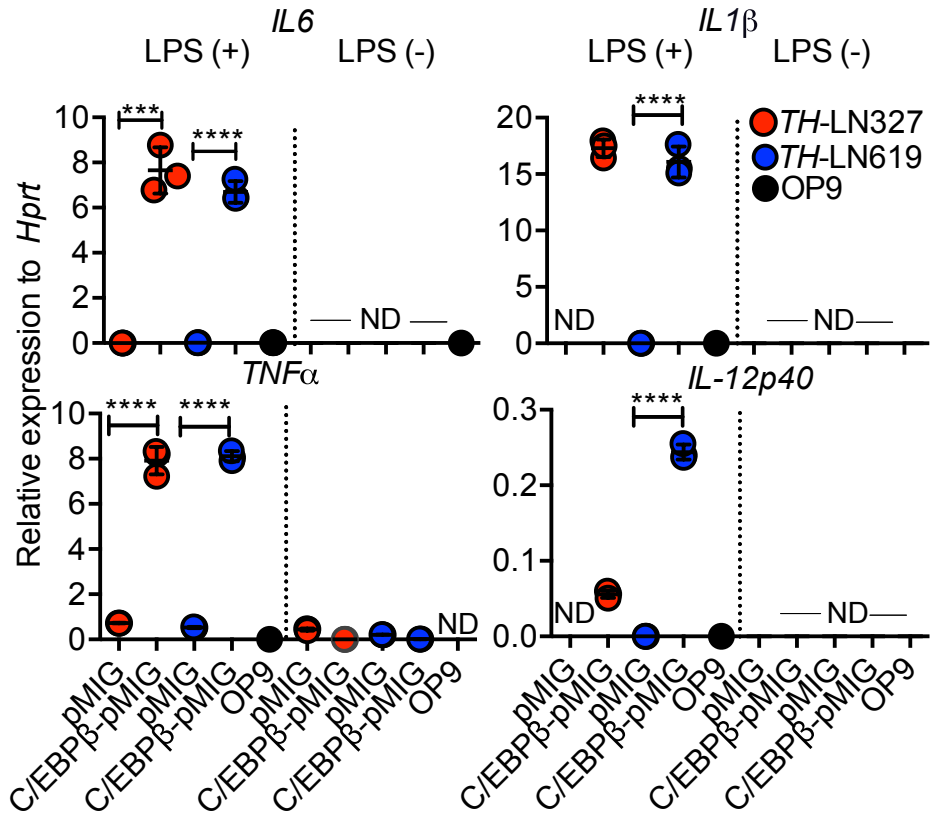 IL6
LPS (+) LPS (-)
10
8
6
4
2
0
***
****
ND
IL1β
LPS (+) LPS (-)
20
15
10
5
0
ND
****
ND
TH-LN327
TH-LN619
OP9
Relative expression to Hprt
TNFα
10
8
6
4
2
0
****
****
ND
pMIG
C/EBPβ-pMIG
pMIG
C/EBPβ-pMIG
OP9
pMIG
C/EBPβ-pMIG
pMIG
C/EBPβ-pMIG
OP9
IL-12p40
0.3
0.2
0.1
0.0
ND
****
ND
pMIG
C/EBPβ-pMIG
pMIG
C/EBPβ-pMIG
OP9
pMIG
C/EBPβ-pMIG
pMIG
C/EBPβ-pMIG
OP9